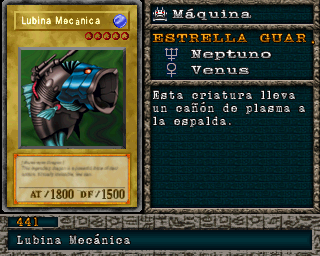 Lubina Mecánica
AT/1800 DF/1500
Máquina
ESTRELLA GUAR.
Neptuno
Venus
Esta criatura lleva
un cañón de plasma a
la espalda.
441
Lubina Mecánica